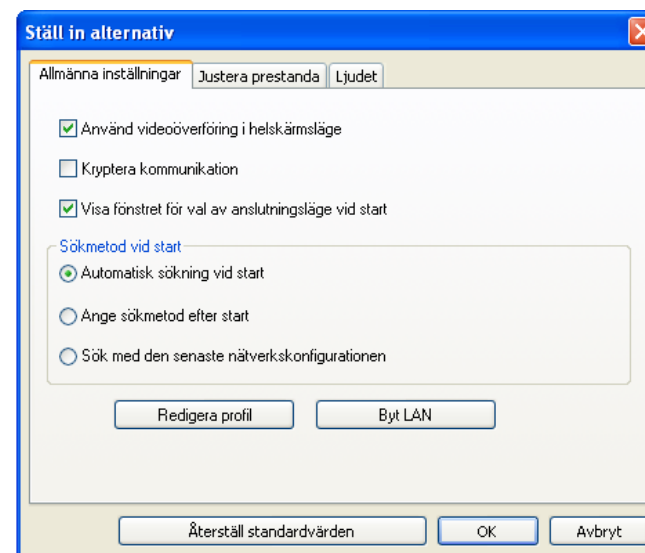 Ställ in alternativ
Allmänna inställningar
Justera prestanda
Ljudet
Använd videoöverföring i helskärmsläge
Kryptera kommunikation
Visa fönstret för val av anslutningsläge vid start
Sökmetod vid start
Automatisk sökning vid start
Ange sökmetod efter start
Sök med den senaste nätverkskonfigurationen
Redigera profil
Byt LAN
Återställ standardvärden
OK
Avbryt